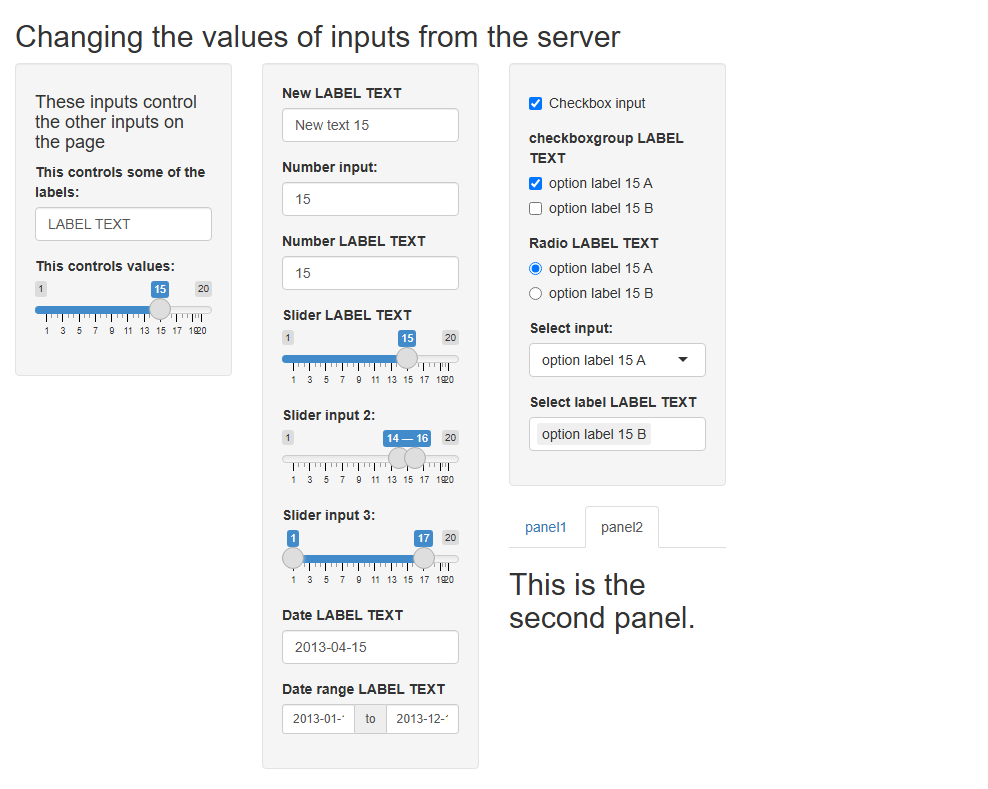 Changing the values of inputs from the server
These inputs control
the other inputs on
the page
This controls some of the
labels:
LABEL TEXT
This controls values:
1 15 20
1 3 5 7 9 11 13 15 17 19 20
New LABEL TEXT
New text 15
Number input:
15
Number LABEL TEXT
15
Slider LABEL TEXT
1 15 20
1 3 5 7 9 11 13 15 17 19 20
Slider input 2:
1 14 — 16 20
1 3 5 7 9 11 13 15 17 19 20
Slider input 3:
1 17 20
1 3 5 7 9 11 13 15 17 19 20
Date LABEL TEXT
2013-04-15
Date range LABEL TEXT
2013-01- to 2013-12-
Checkbox input
checkboxgroup LABEL
TEXT
option label 15 A
option label 15 B
Radio LABEL TEXT
option label 15 A
option label 15 B
Select input:
option label 15 A
Select label LABEL TEXT
option label 15 B
panel1 panel2
This is the
second panel.